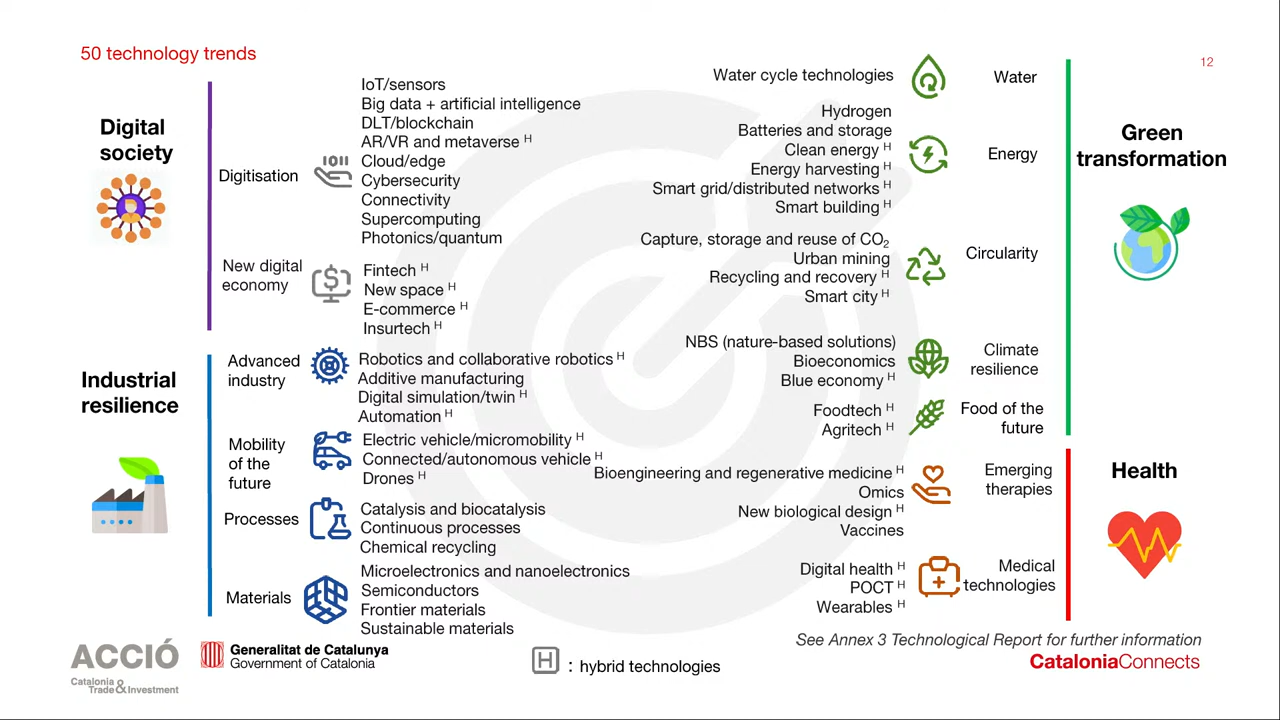 50 technology trends
12
Digital
society
Digitisation
IoT/sensors
Big data + artificial intelligence
DLT/blockchain
AR/VR and metaverse H
Cloud/edge
Cybersecurity
Connectivity
Supercomputing
Photonics/quantum
New digital
economy
Fintech H
New space H
E-commerce H
Insurtech H
Industrial
resilience
Advanced
industry
Robotics and collaborative robotics H
Additive manufacturing
Digital simulation/twin H
Automation H
Mobility
of the
future
Electric vehicle/micromobility H
Connected/autonomous vehicle H
Drones H
Processes
Catalysis and biocatalysis
Continuous processes
Chemical recycling
Materials
Microelectronics and nanoelectronics
Semiconductors
Frontier materials
Sustainable materials
Water cycle technologies
Water
Hydrogen
Batteries and storage
Clean energy H
Energy harvesting H
Smart grid/distributed networks H
Smart building H
Energy
Green
transformation
Capture, storage and reuse of CO₂
Urban mining
Recycling and recovery H
Smart city H
Circularity
NBS (nature-based solutions)
Bioeconomics
Blue economy H
Climate
resilience
Foodtech H
Agritech H
Food of the
future
Bioengineering and regenerative medicine H
Omics
New biological design H
Vaccines
Emerging
therapies
Health
Digital health H
POCT H
Wearables H
Medical
technologies
See Annex 3 Technological Report for further information
ACCIÓ
Catalonia
Trade & Investment
Generalitat de Catalunya
Government of Catalonia
H : hybrid technologies
CataloniaConnects